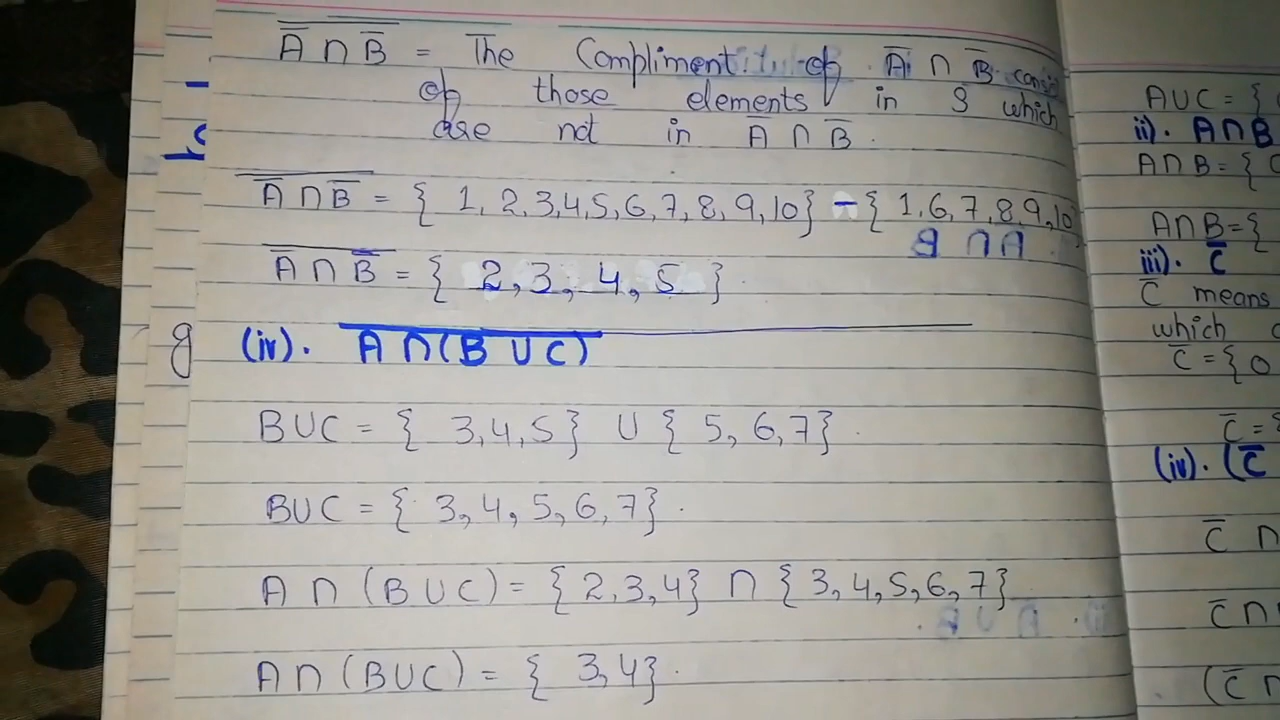 A̅ ∩ B̅ = The Compliment of A̅ ∩ B̅
of those elements in S which
are not in A̅ ∩ B̅.
A̅ ∩ B̅ = { 1, 2, 3, 4, 5, 6, 7, 8, 9, 10} - { 1, 6, 7, 8, 9, 10
A̅ ∩ B̅ = { 2, 3, 4, 5 }.
(iv). A ∩ (B ∪ C)
B∪C = { 3, 4, 5} ∪ { 5, 6, 7}.
B∪C = { 3, 4, 5, 6, 7}.
A ∩ (B ∪ C) = { 2, 3, 4} ∩ { 3, 4, 5, 6, 7}
A ∩ (B∪C) = { 3, 4}.
A∪C = {
ii). A∩B
A∩B = {
A∩B = {
iii). C̅
C̅ means
which
C̅ = { 0
C̅ = {
(iv). (C̅
C̅ ∩
C̅ ∩
(C̅ ∩